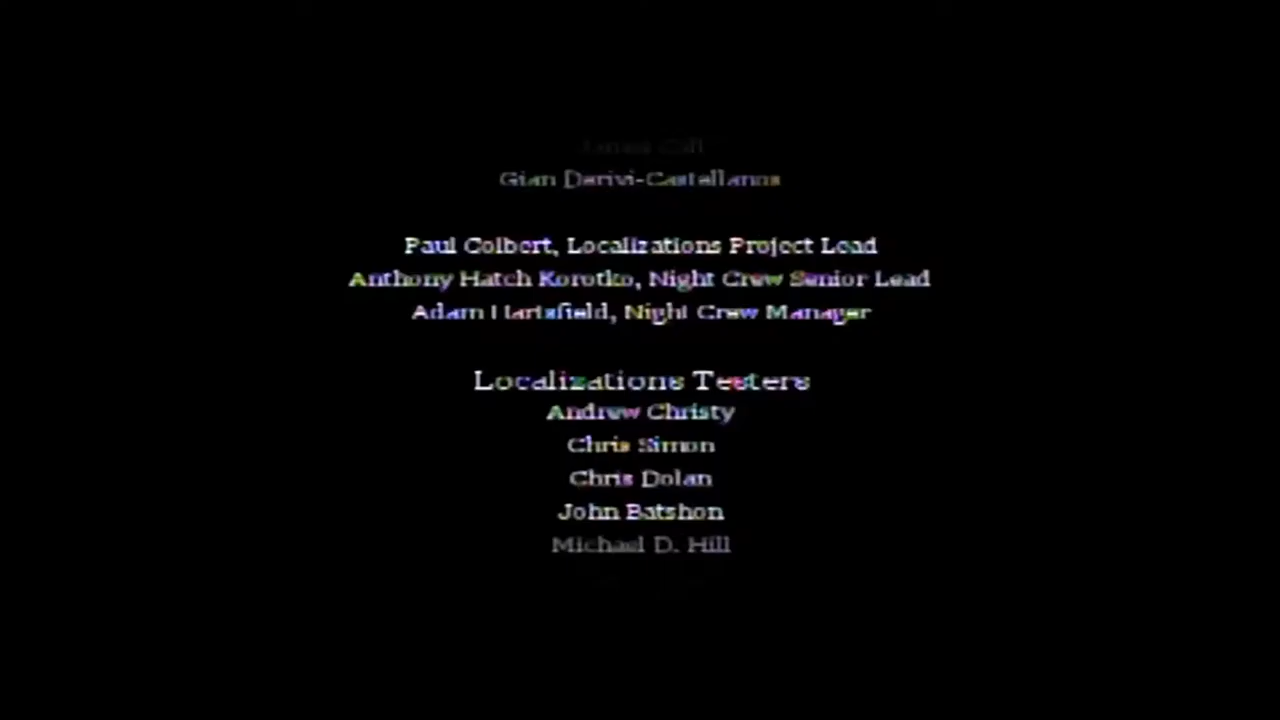 Gian Derivi-Castellanos
Paul Colbert, Localizations Project Lead
Anthony Hatch Korotko, Night Crew Senior Lead
Adam Hartsfield, Night Crew Manager
Localizations Testers
Andrew Christy
Chris Simon
Chris Dolan
John Batshon
Michael D. Hill